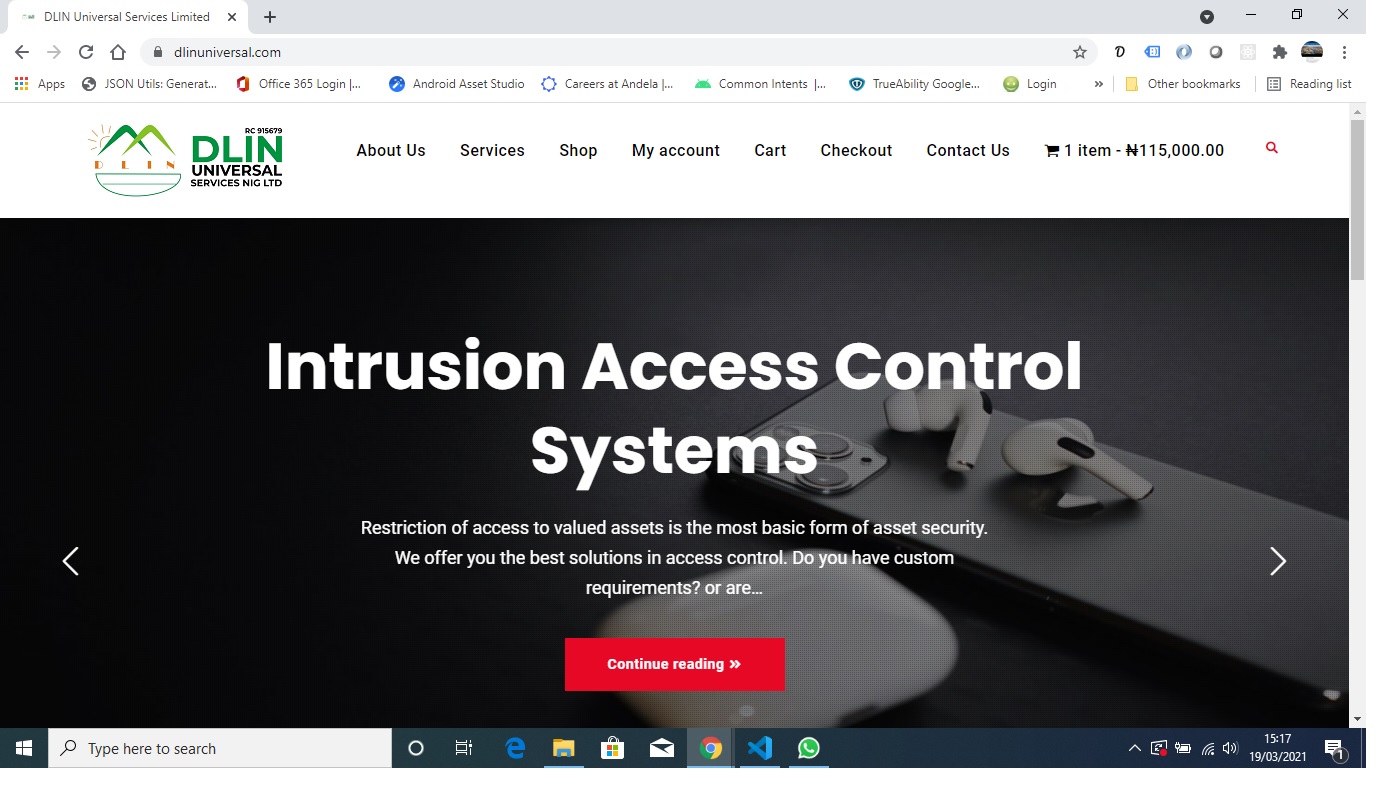 DLIN Universal Services Limited
dlinuniversal.com
Apps JSON Utils: Generat... Office 365 Login |... Android Asset Studio Careers at Andela |... Common Intents |... TrueAbility Google... Login » Other bookmarks Reading list
RC 915679
DLIN
DLIN
UNIVERSAL
SERVICES NIG LTD
About Us Services Shop My account Cart Checkout Contact Us 1 item - ₦115,000.00
Intrusion Access Control
Systems
Restriction of access to valued assets is the most basic form of asset security.
We offer you the best solutions in access control. Do you have custom
requirements? or are...
Continue reading »
Type here to search
15:17
19/03/2021
1